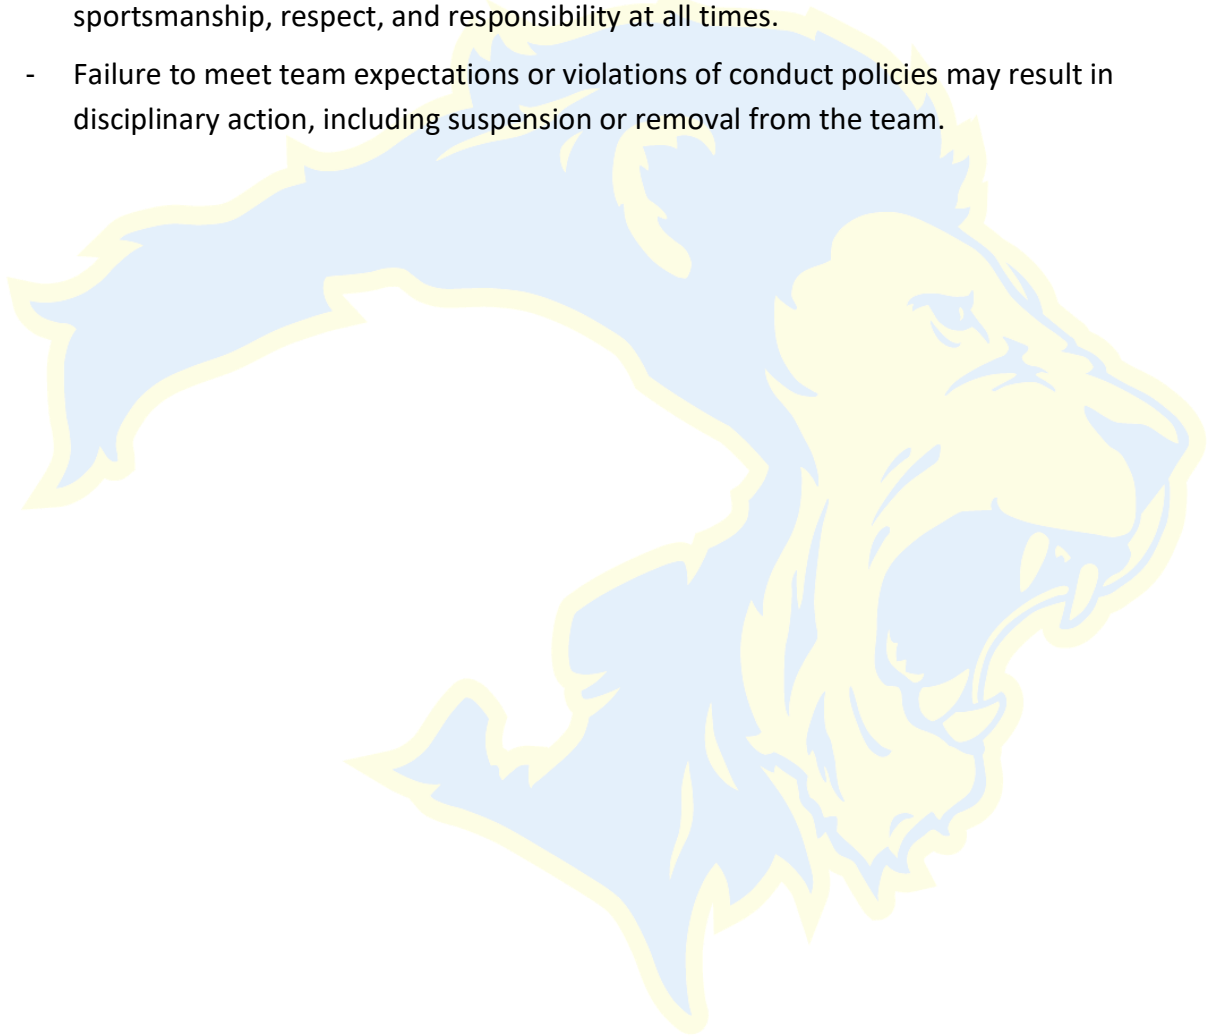 sportsmanship, respect, and responsibility at all times.
- Failure to meet team expectations or violations of conduct policies may result in
disciplinary action, including suspension or removal from the team.